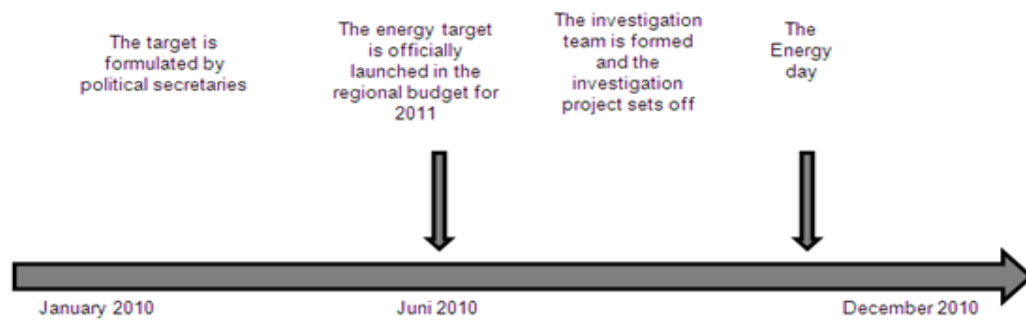 The target is
formulated by
political secretaries
The energy target
is officially
launched in the
regional budget for
2011
The investigation
team is formed
and the
investigation
project sets off
The
Energy
day
January 2010
Juni 2010
December 2010